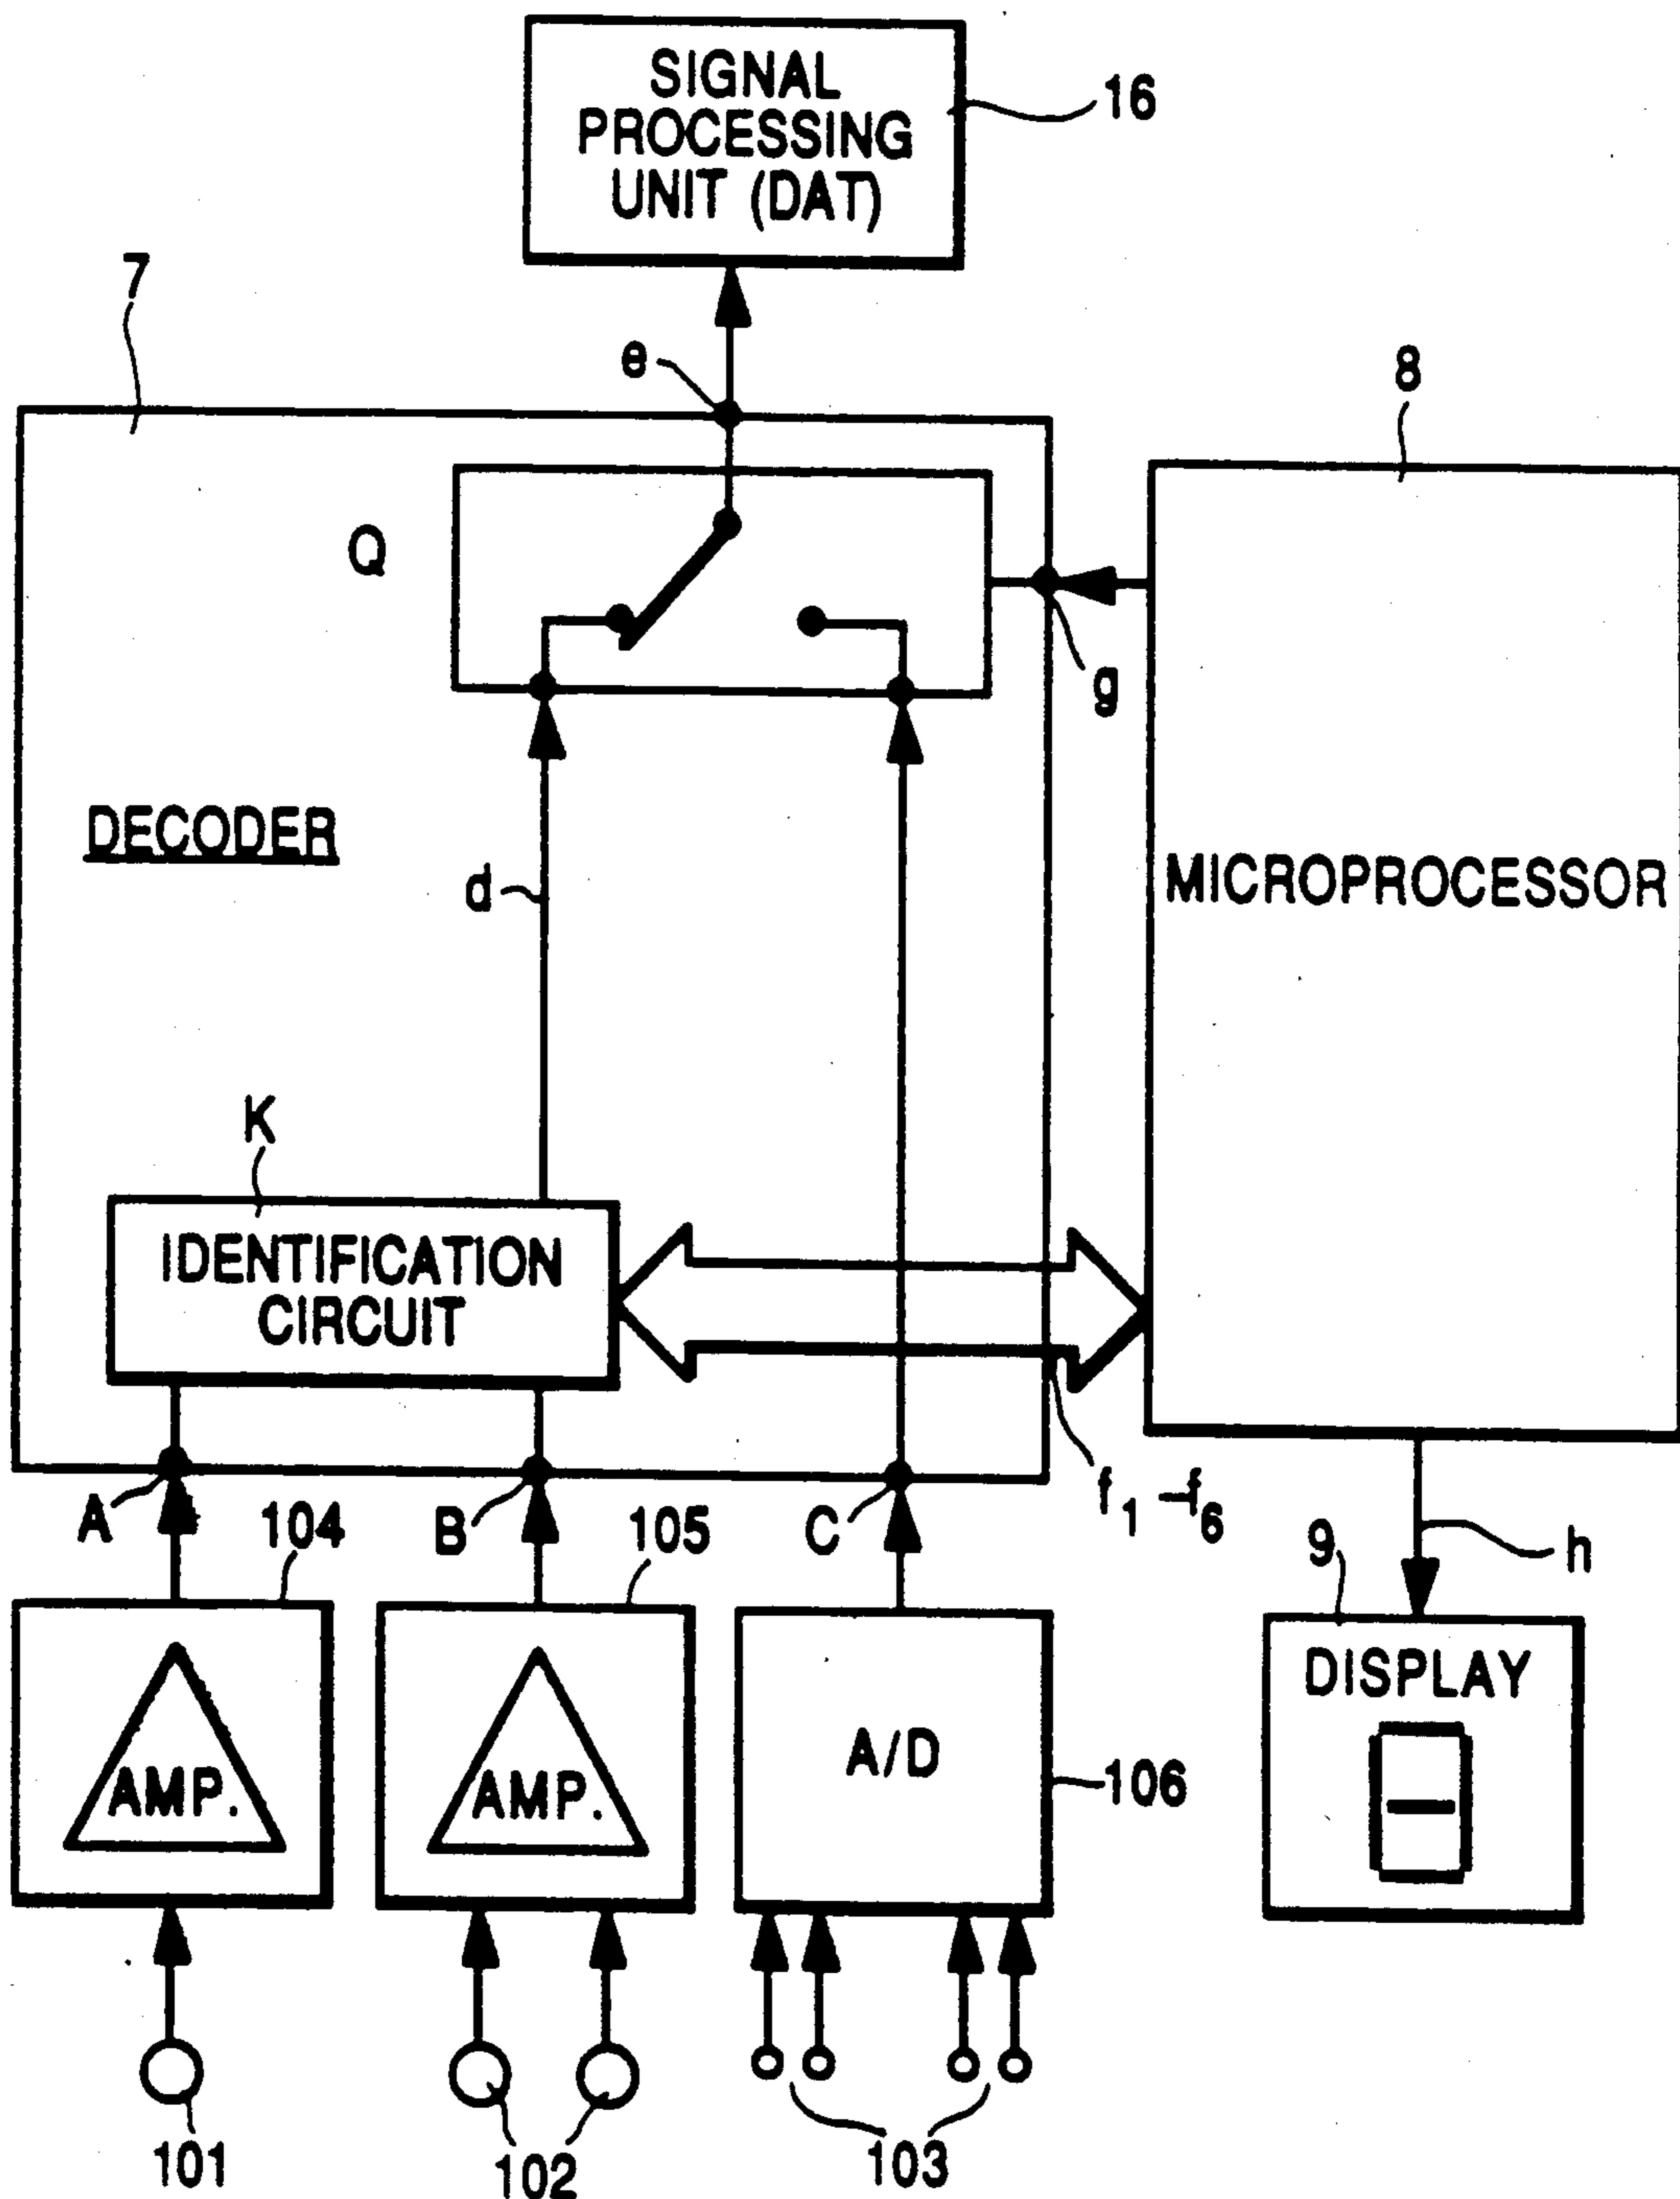 SIGNAL
PROCESSING
UNIT (DAT)
16
7
e
8
Q
g
DECODER
d
MICROPROCESSOR
K
IDENTIFICATION
CIRCUIT
A
104
B
105
C
f1 -f6
9
h
AMP.
AMP.
A/D
106
DISPLAY
101
102
103